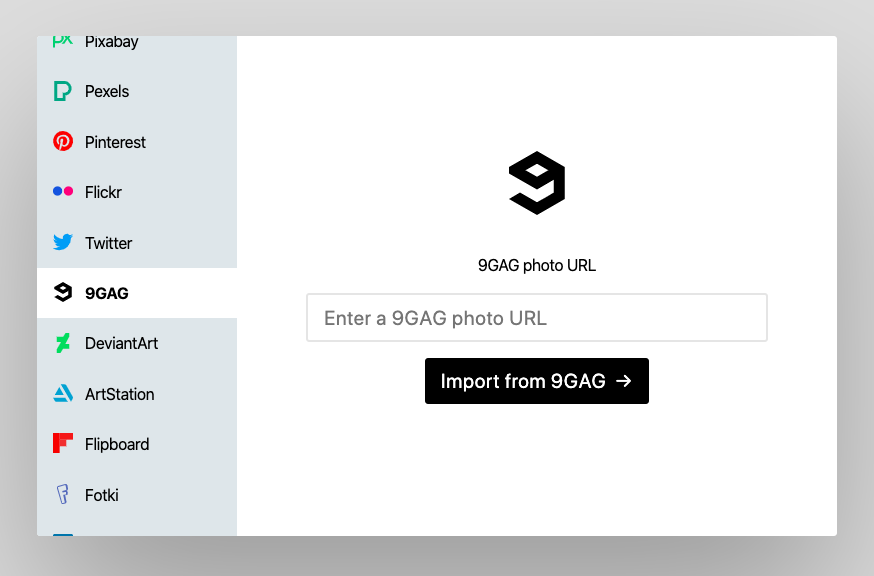 Pixabay
Pexels
Pinterest
Flickr
Twitter
9GAG
DeviantArt
ArtStation
Flipboard
Fotki
9GAG photo URL
Enter a 9GAG photo URL
Import from 9GAG →